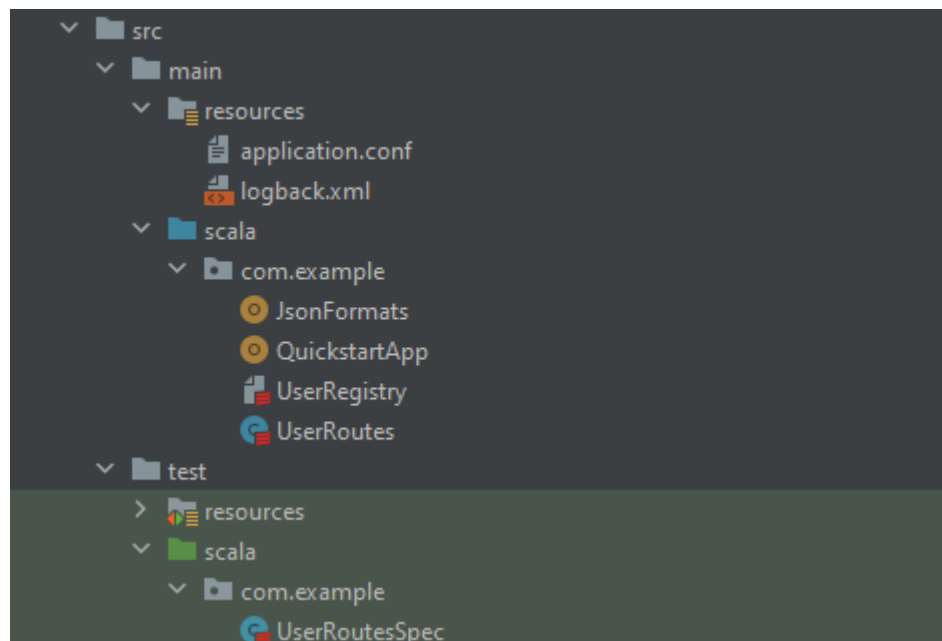 src
main
resources
application.conf
logback.xml
scala
com.example
JsonFormats
QuickstartApp
UserRegistry
UserRoutes
test
resources
scala
com.example
UserRoutesSpec